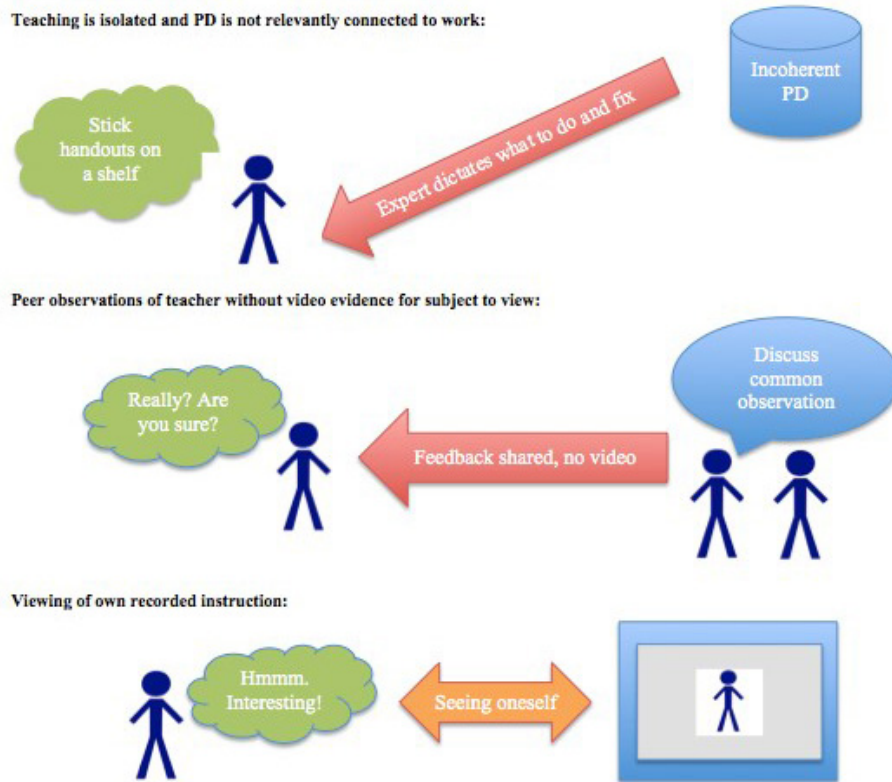 Teaching is isolated and PD is not relevantly connected to work:
Incoherent
PD
Stick
handouts on
a shelf
Expert dictates what to do and fix
Peer observations of teacher without video evidence for subject to view:
Discuss
common
observation
Really? Are
you sure?
Feedback shared, no video
Viewing of own recorded instruction:
Hmmm.
Interesting!
Seeing oneself